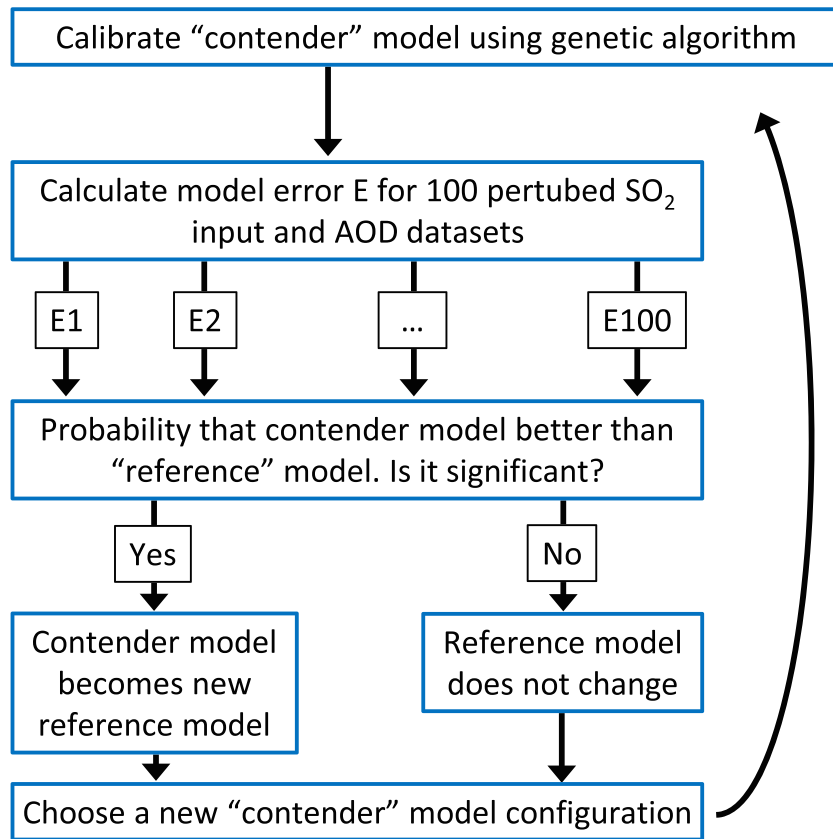 Calibrate “contender” model using genetic algorithm
Calculate model error E for 100 pertubed SO₂
input and AOD datasets
E1
E2
...
E100
Probability that contender model better than
“reference” model. Is it significant?
Yes
No
Contender model
becomes new
reference model
Reference model
does not change
Choose a new “contender” model configuration